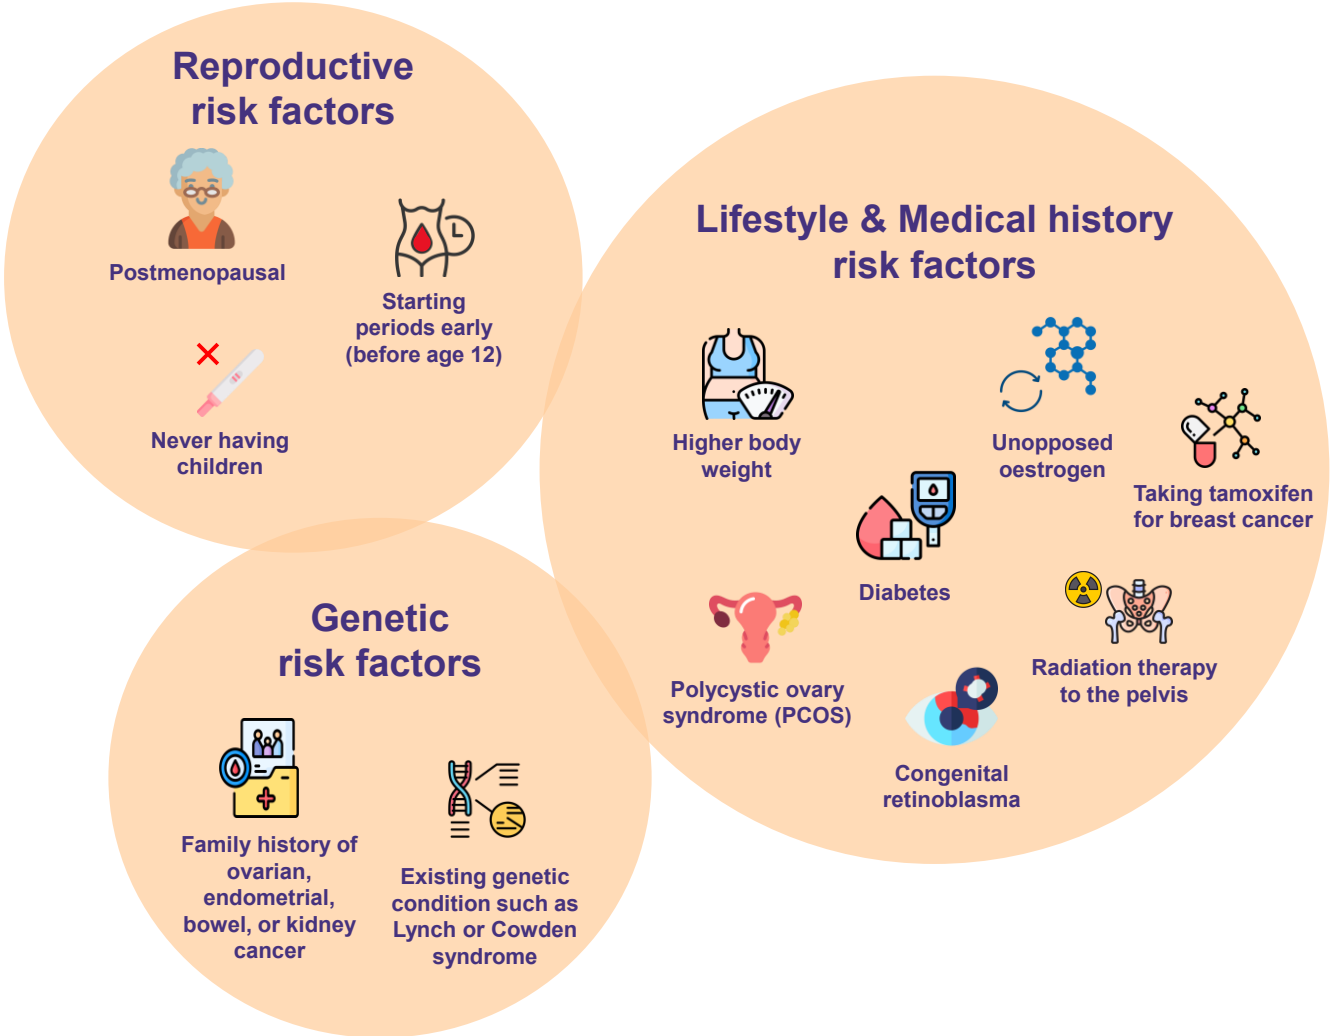 Reproductive
risk factors
Postmenopausal
Starting
periods early
(before age 12)
Never having
children
Lifestyle & Medical history
risk factors
Higher body
weight
Unopposed
oestrogen
Taking tamoxifen
for breast cancer
Diabetes
Polycystic ovary
syndrome (PCOS)
Radiation therapy
to the pelvis
Congenital
retinoblasma
Genetic
risk factors
Family history of
ovarian,
endometrial,
bowel, or kidney
cancer
Existing genetic
condition such as
Lynch or Cowden
syndrome